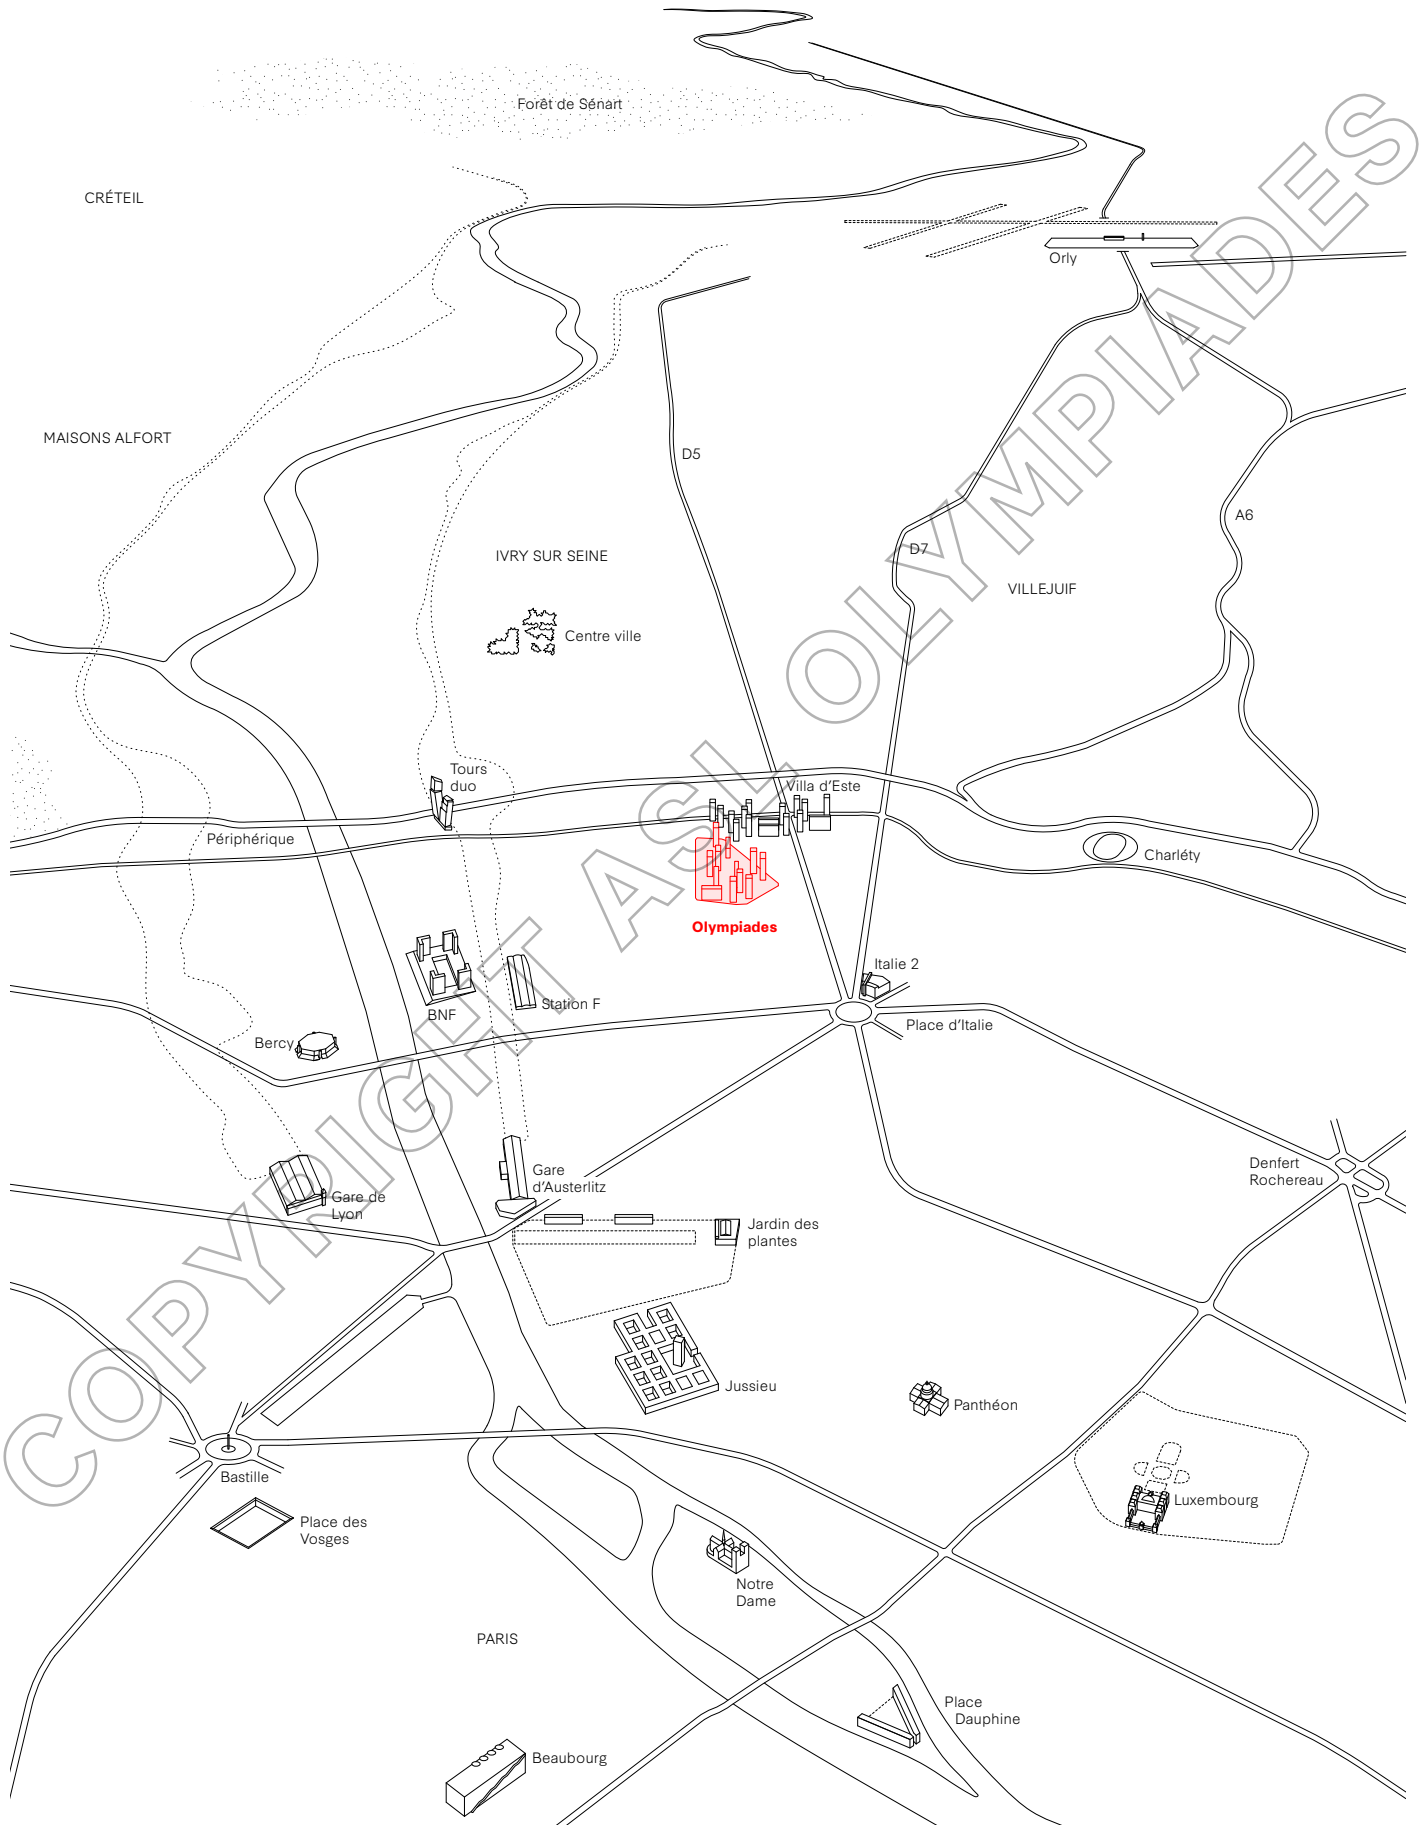 Forêt de Sénart
CRÉTEIL
Orly
MAISONS ALFORT
D5
A6
D7
IVRY SUR SEINE
VILLEJUIF
Centre ville
Tours
duo
Villa d'Este
Périphérique
Charléty
Olympiades
Italie 2
Station F
BNF
Place d'Italie
Bercy
Denfert
Rochereau
Gare
d'Austerlitz
Gare de
Lyon
Jardin des
plantes
Jussieu
Panthéon
Bastille
Luxembourg
Place des
Vosges
Notre
Dame
PARIS
Place
Dauphine
Beaubourg
COPYRIGHT ASL OLYMPIADES